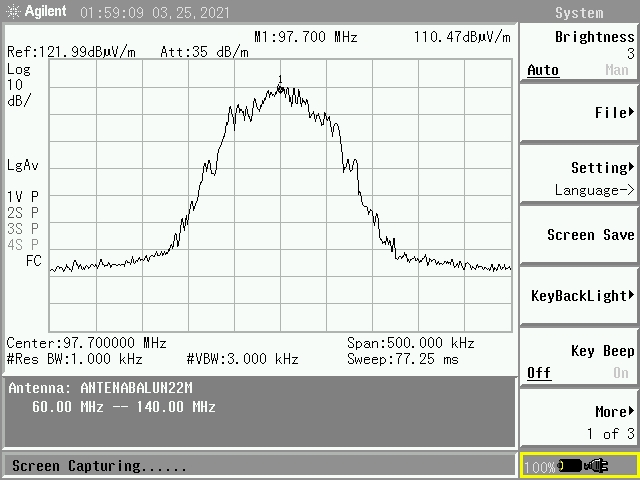 Agilent 01:59:09 03,25,2021
System
M1:97.700 MHz 110.47dBµV/m
Ref:121.99dBµV/m Att:35 dB/m
Log
10
dB/
1
LgAv
1V P
2S P
3S P
4S P
FC
Center:97.700000 MHz Span:500.000 kHz
#Res BW:1.000 kHz #VBW:3.000 kHz Sweep:77.25 ms
Antenna: ANTENABALUN22M
60.00 MHz -- 140.00 MHz
Screen Capturing......
Brightness
3
Auto Man
File
Setting
Language->
Screen Save
KeyBackLight
Key Beep
Off On
More
1 of 3
100%